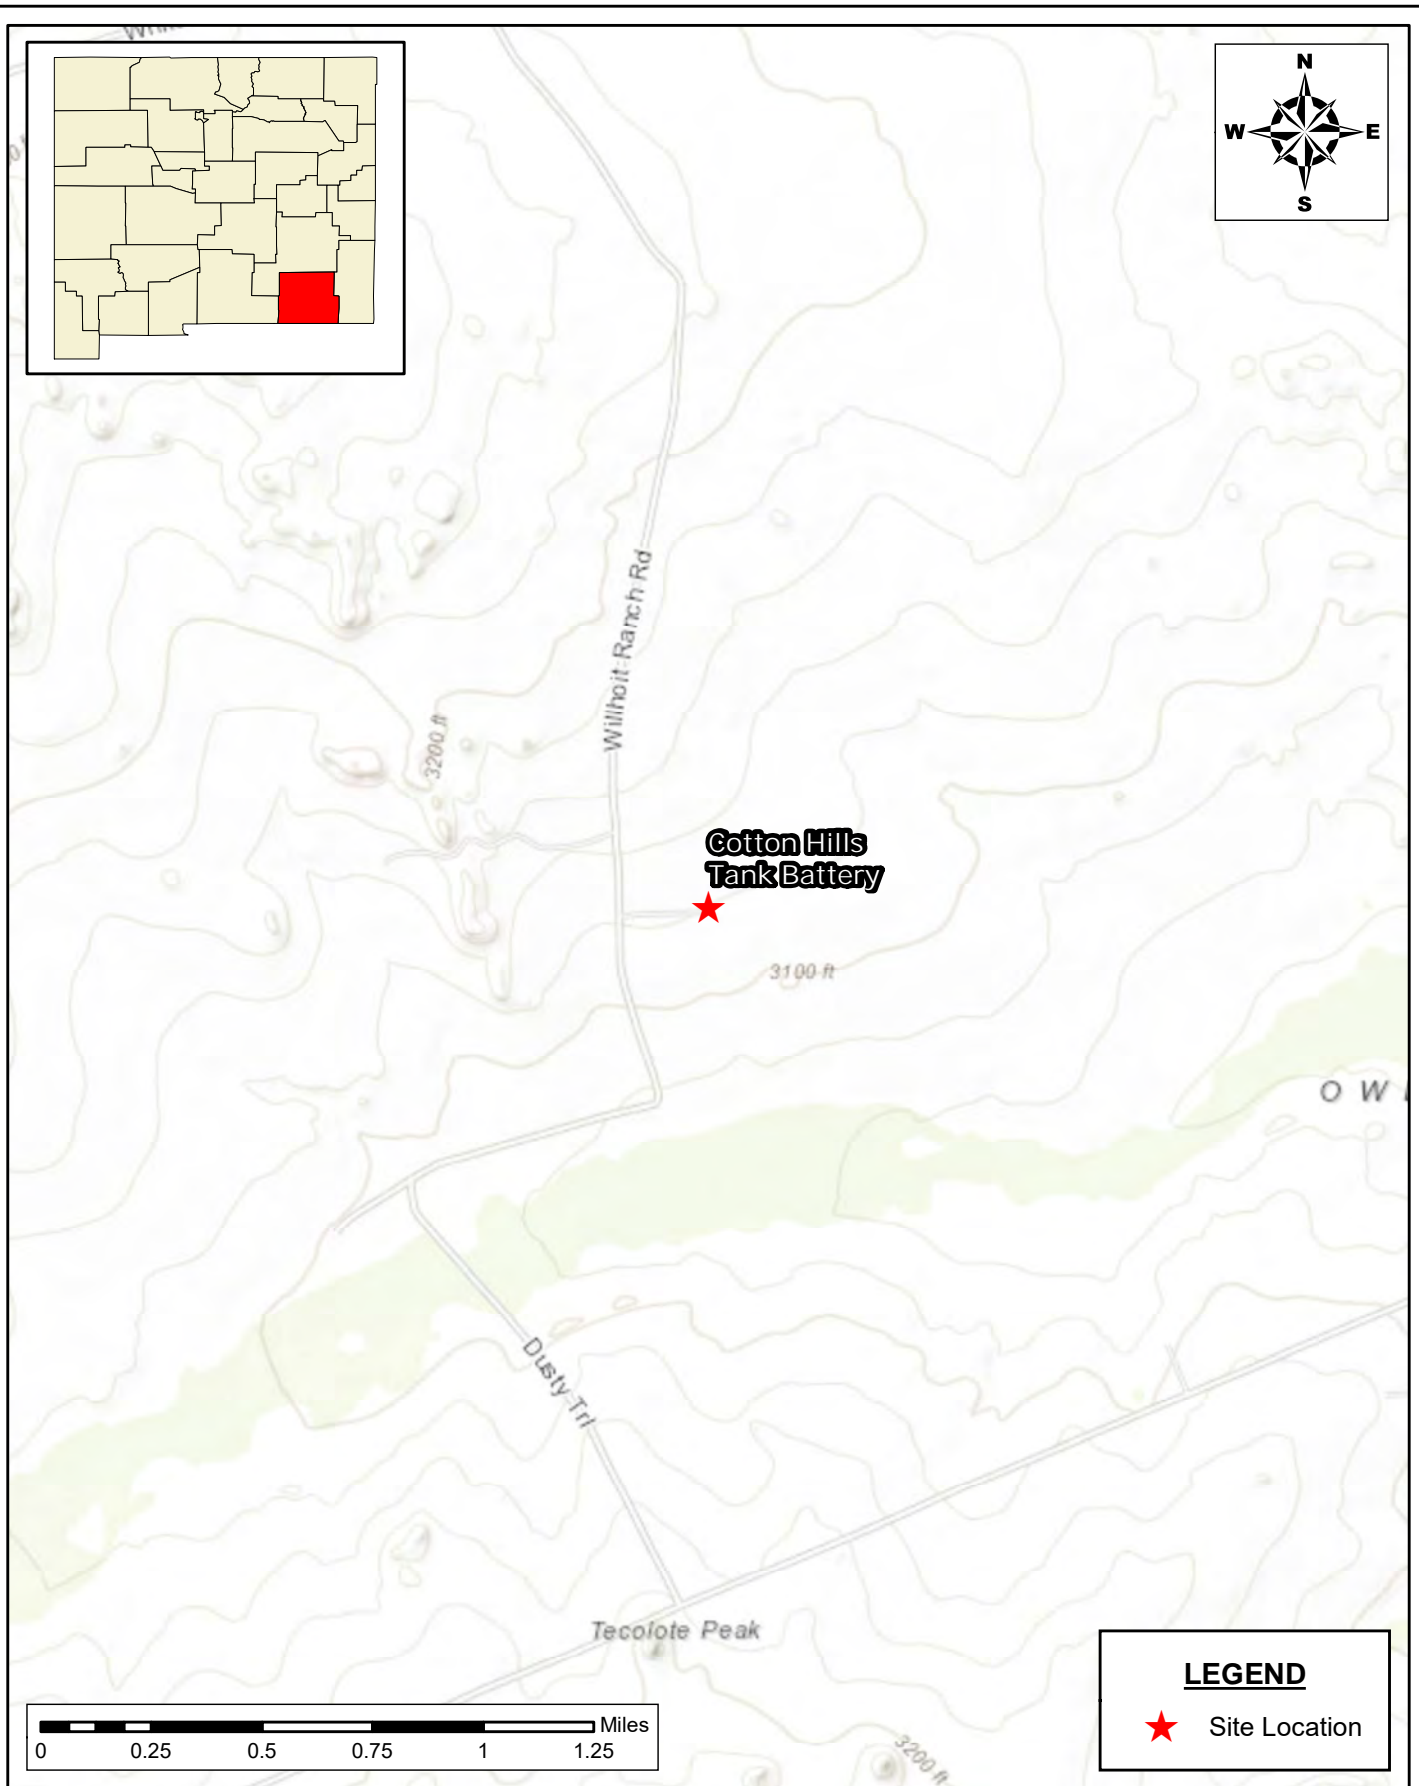 N
W E
S
Willhoit Ranch Rd
3200 ft
Cotton Hills
Tank Battery
3100 ft
Dusty Trl
Tecolote Peak
LEGEND
Site Location
Miles
0 0.25 0.5 0.75 1 1.25
3200 ft